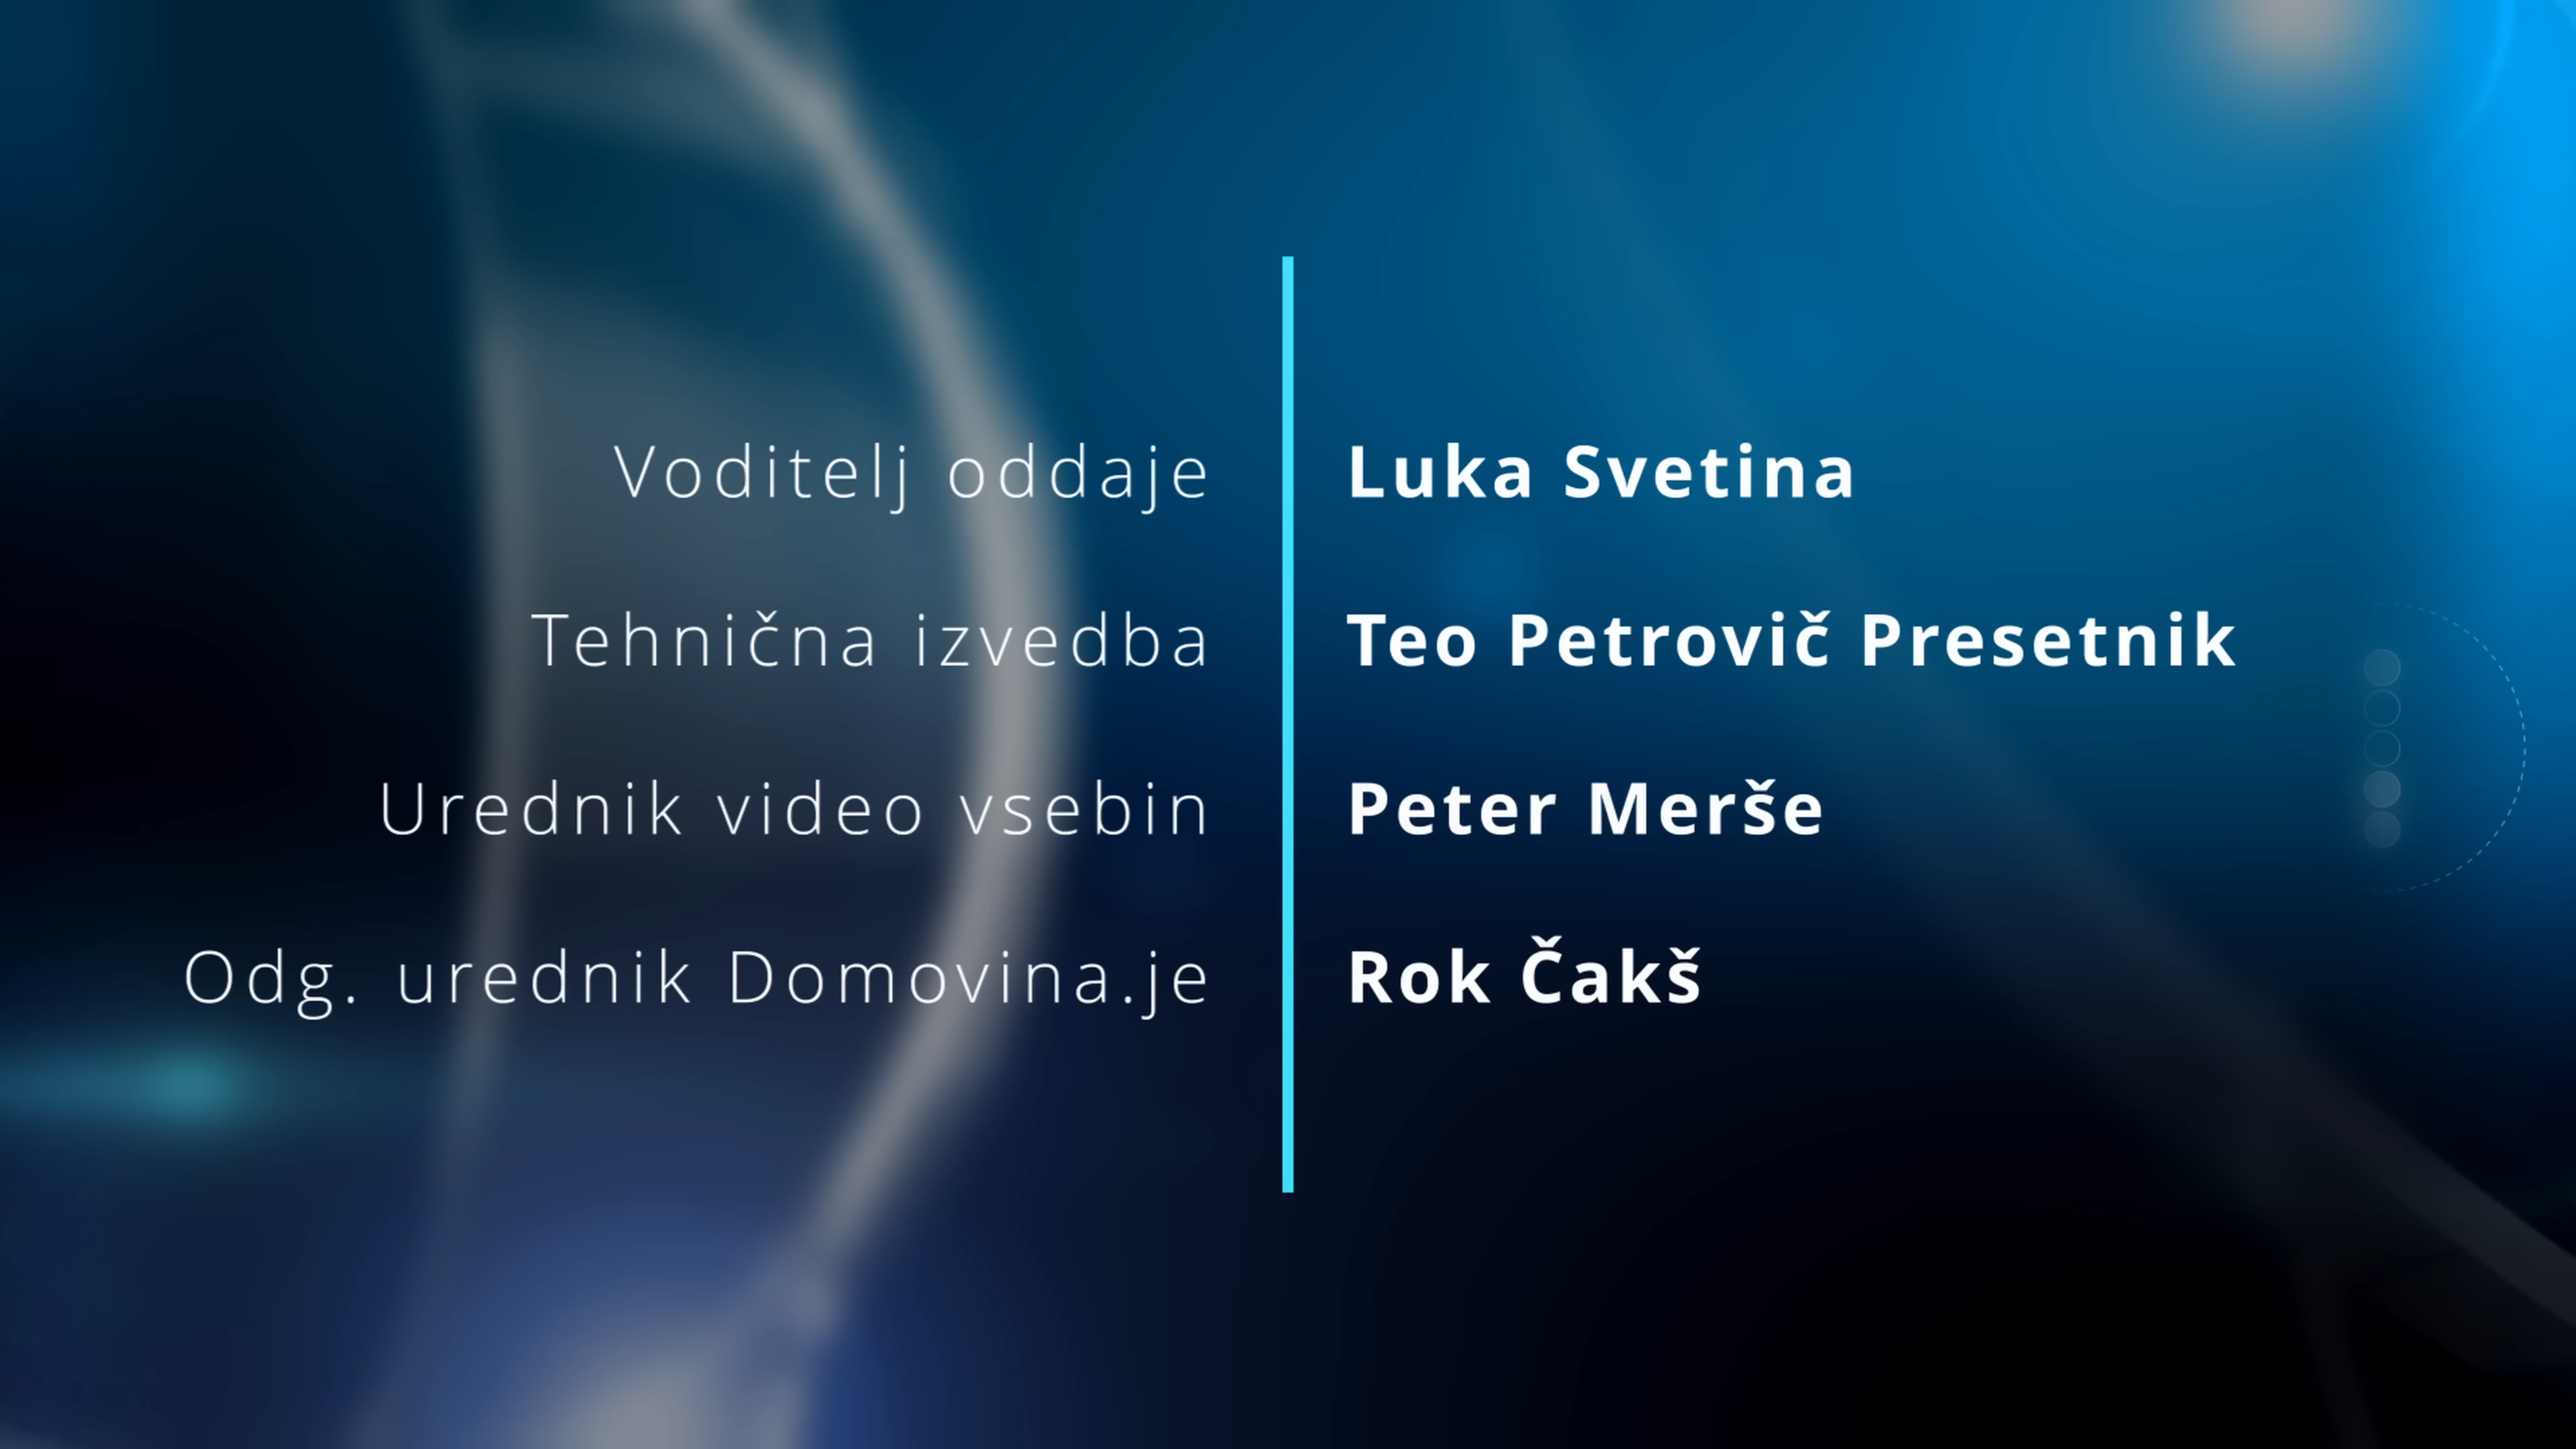 Voditelj oddaje Luka Svetina
Tehnična izvedba Teo Petrovič Presetnik
Urednik video vsebin Peter Merše
Odg. urednik Domovina.je Rok Čakš